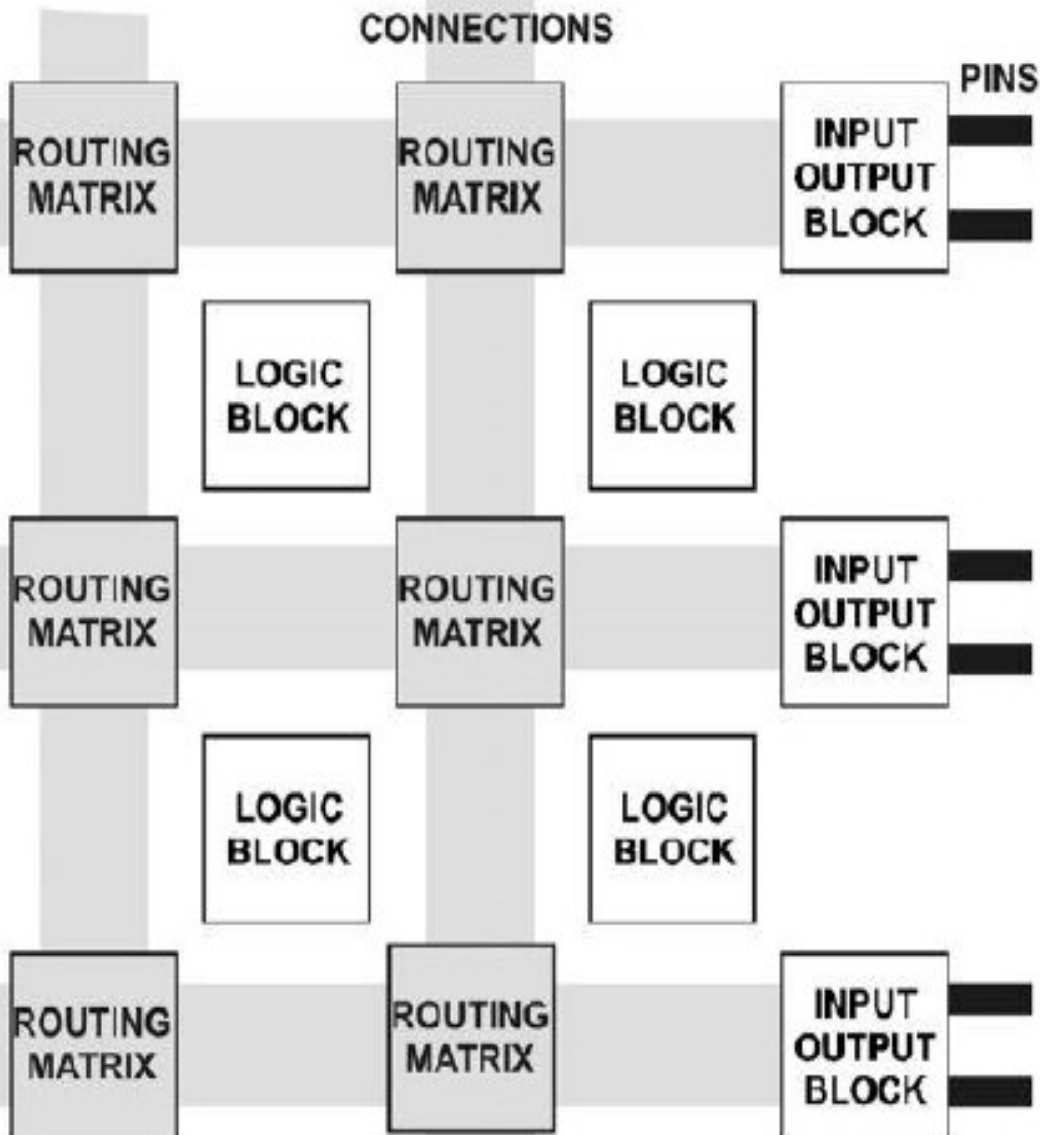 CONNECTIONS
PINS
ROUTING
MATRIX
ROUTING
MATRIX
INPUT
OUTPUT
BLOCK
LOGIC
BLOCK
LOGIC
BLOCK
ROUTING
MATRIX
ROUTING
MATRIX
INPUT
OUTPUT
BLOCK
LOGIC
BLOCK
LOGIC
BLOCK
ROUTING
MATRIX
ROUTING
MATRIX
INPUT
OUTPUT
BLOCK